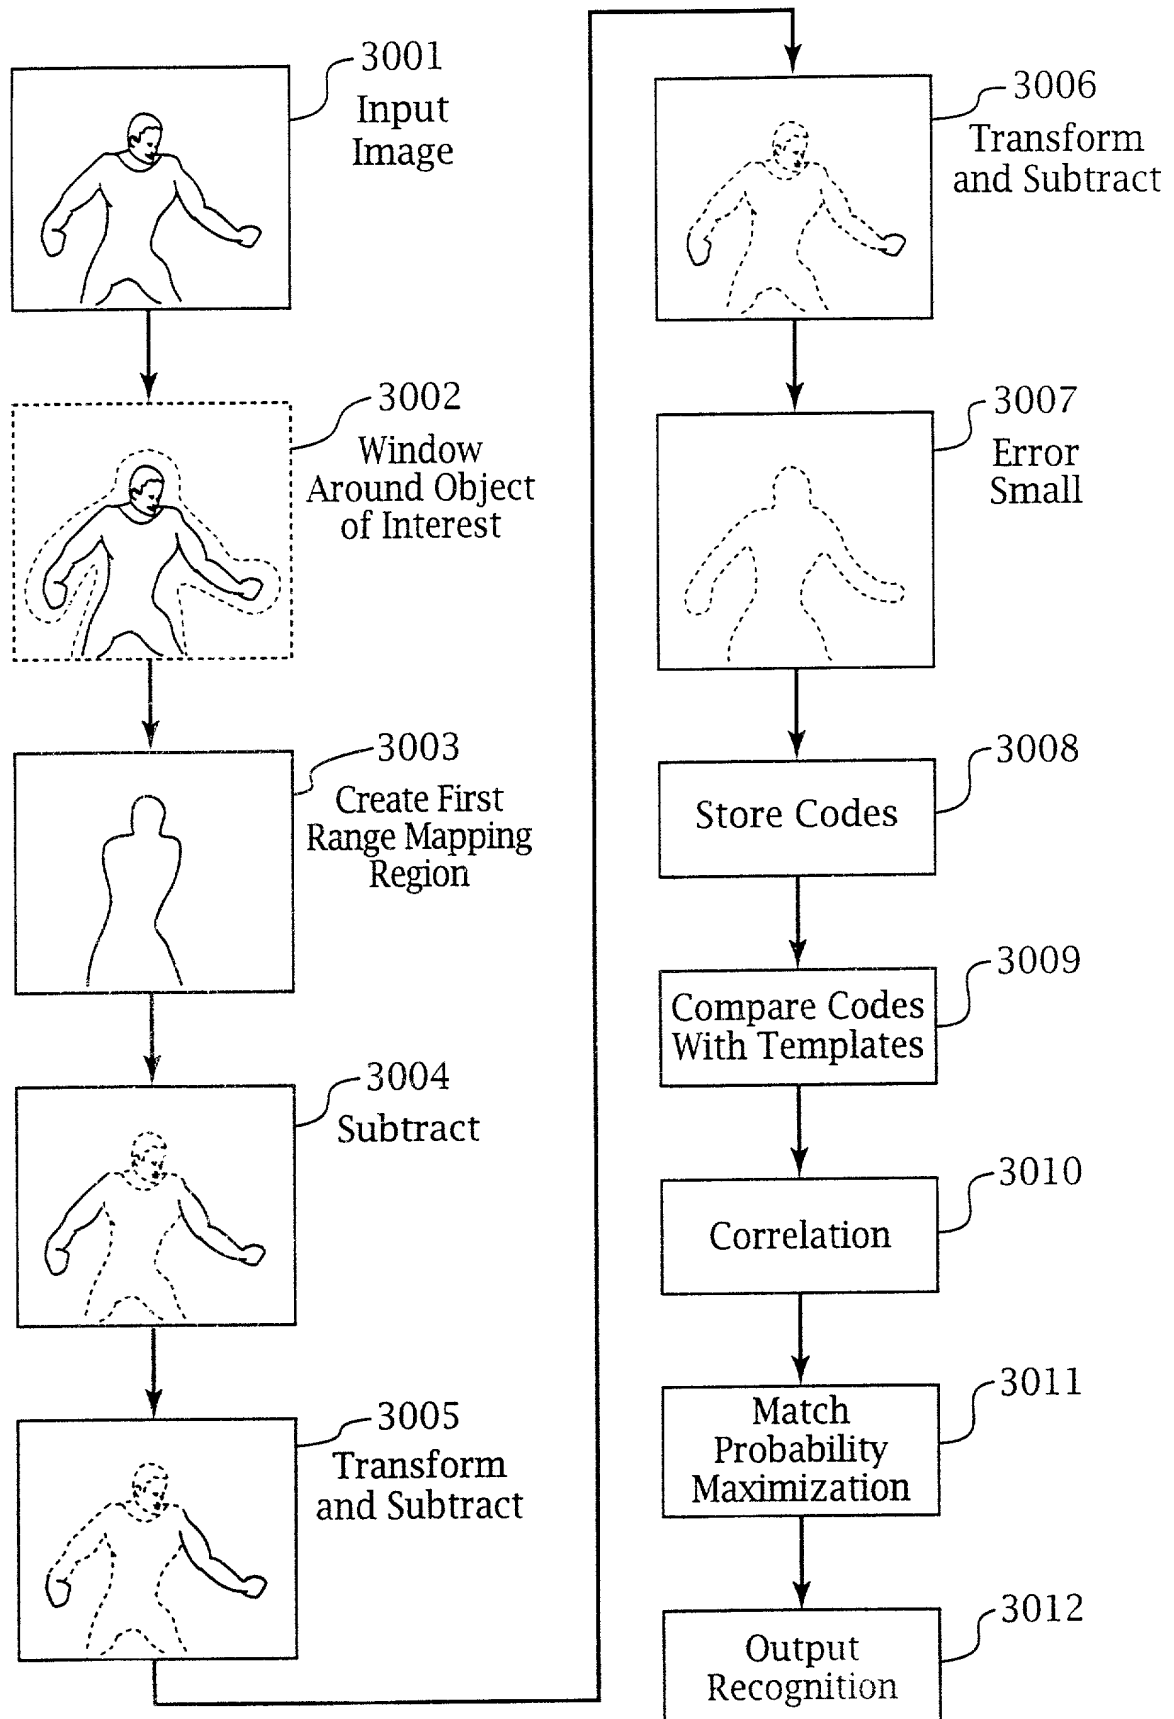 3001
Input
Image
3002
Window
Around Object
of Interest
3003
Create First
Range Mapping
Region
3004
Subtract
3005
Transform
and Subtract
3006
Transform
and Subtract
3007
Error
Small
3008
Store Codes
3009
Compare Codes
With Templates
3010
Correlation
3011
Match
Probability
Maximization
3012
Output
Recognition